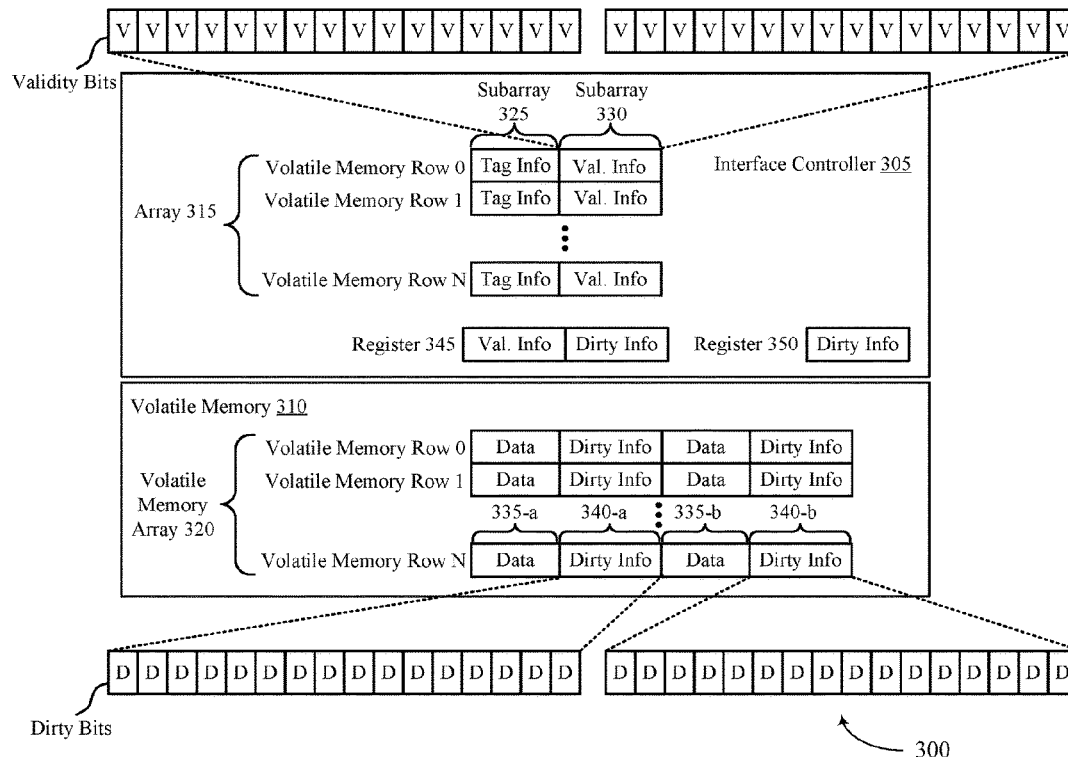 V V V V V V V V V V V V V V V V V V V V V V V V V V V V V V V V
Validity Bits
Subarray 325
Subarray 330
Interface Controller 305
Array 315
Volatile Memory Row 0 Tag Info Val. Info
Volatile Memory Row 1 Tag Info Val. Info
Volatile Memory Row N Tag Info Val. Info
Register 345 Val. Info Dirty Info Register 350 Dirty Info
Volatile Memory 310
Volatile Memory Array 320
Volatile Memory Row 0 Data Dirty Info Data Dirty Info
Volatile Memory Row 1 Data Dirty Info Data Dirty Info
335-a 340-a 335-b 340-b
Volatile Memory Row N Data Dirty Info Data Dirty Info
D D D D D D D D D D D D D D D D D D D D D D D D D D D D D D D D
Dirty Bits
300